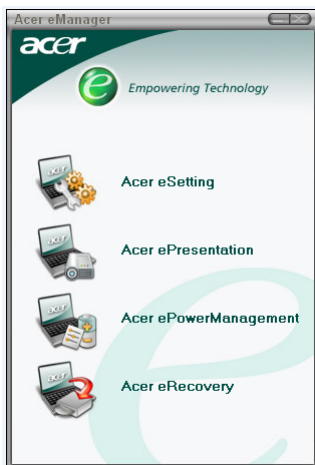 Acer eManager
acer
e Empowering Technology
Acer eSetting
Acer ePresentation
Acer ePowerManagement
Acer eRecovery